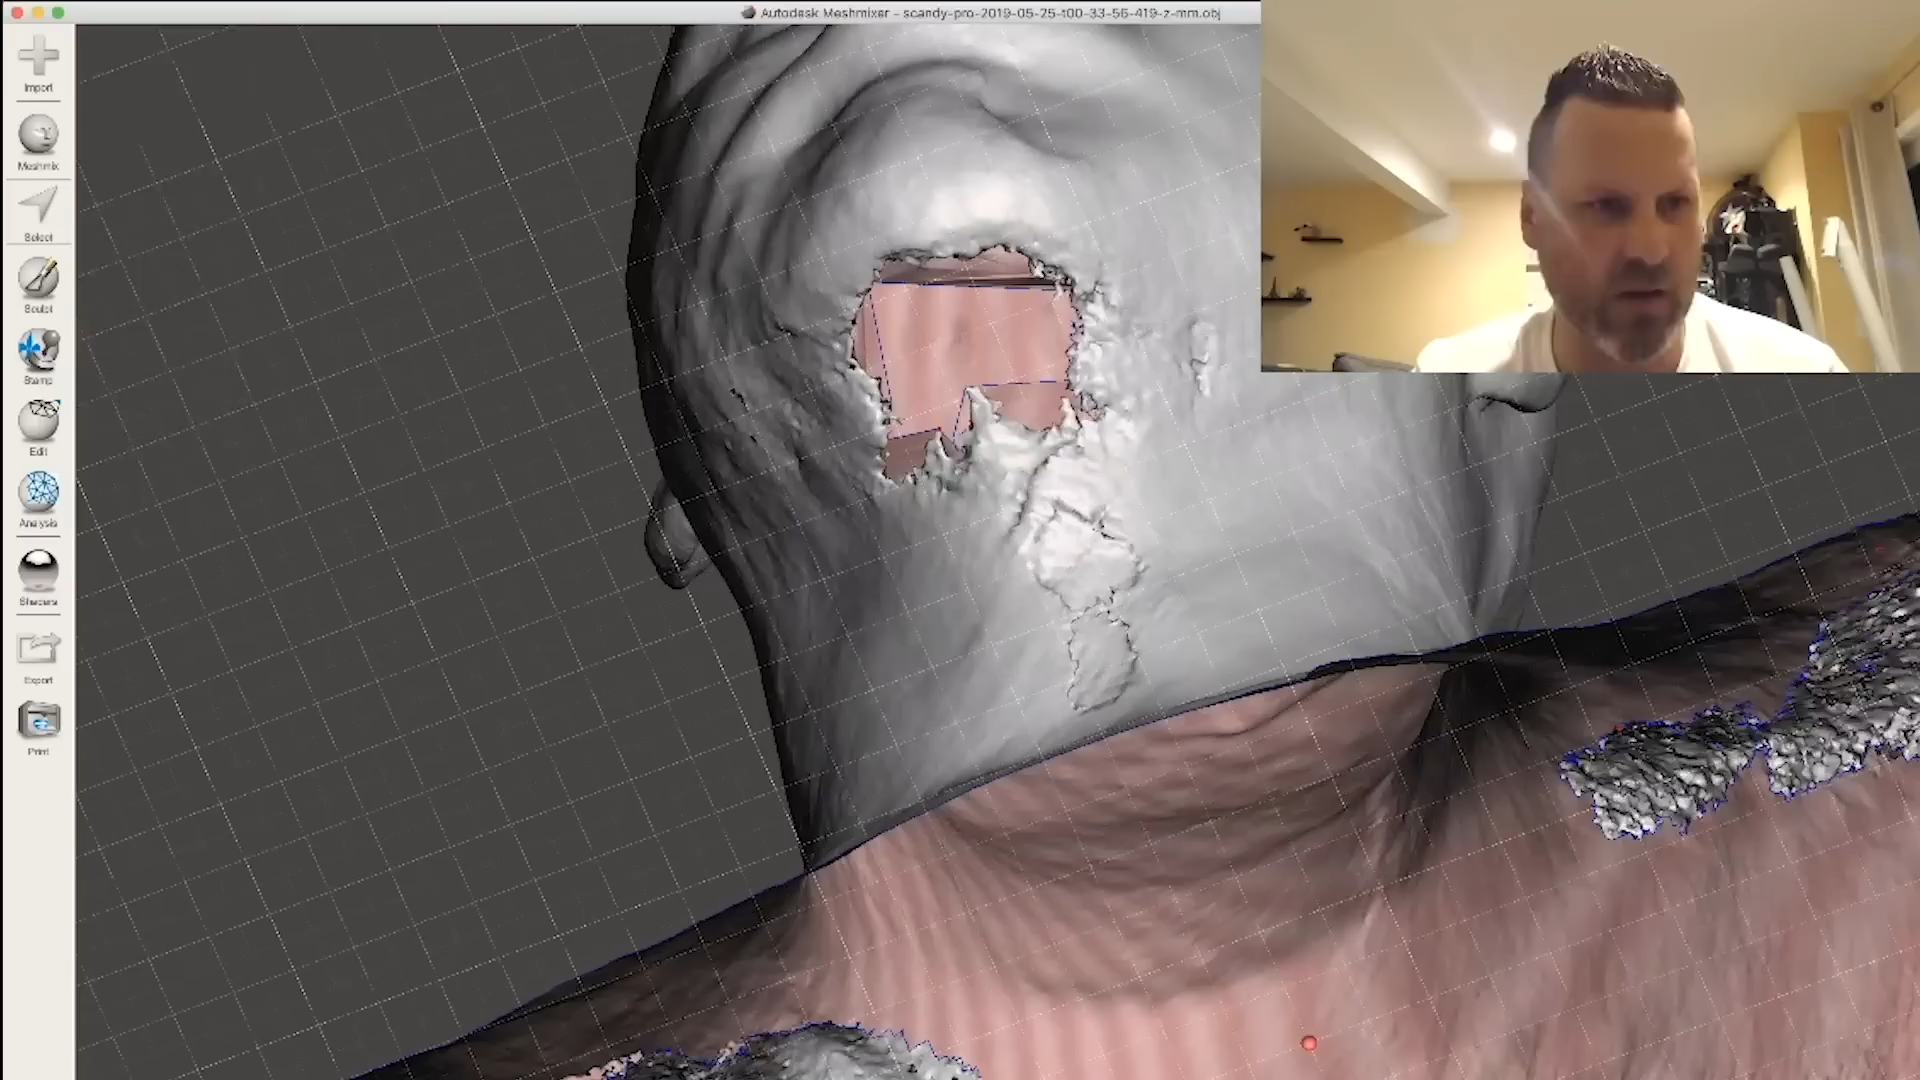 Autodesk Meshmixer - scandy-pro-2019-05-25-t00-33-56-419-z-mm.obj
Import
Meshmix
Select
Sculpt
Stamp
Edit
Analysis
Shaders
Export
Print